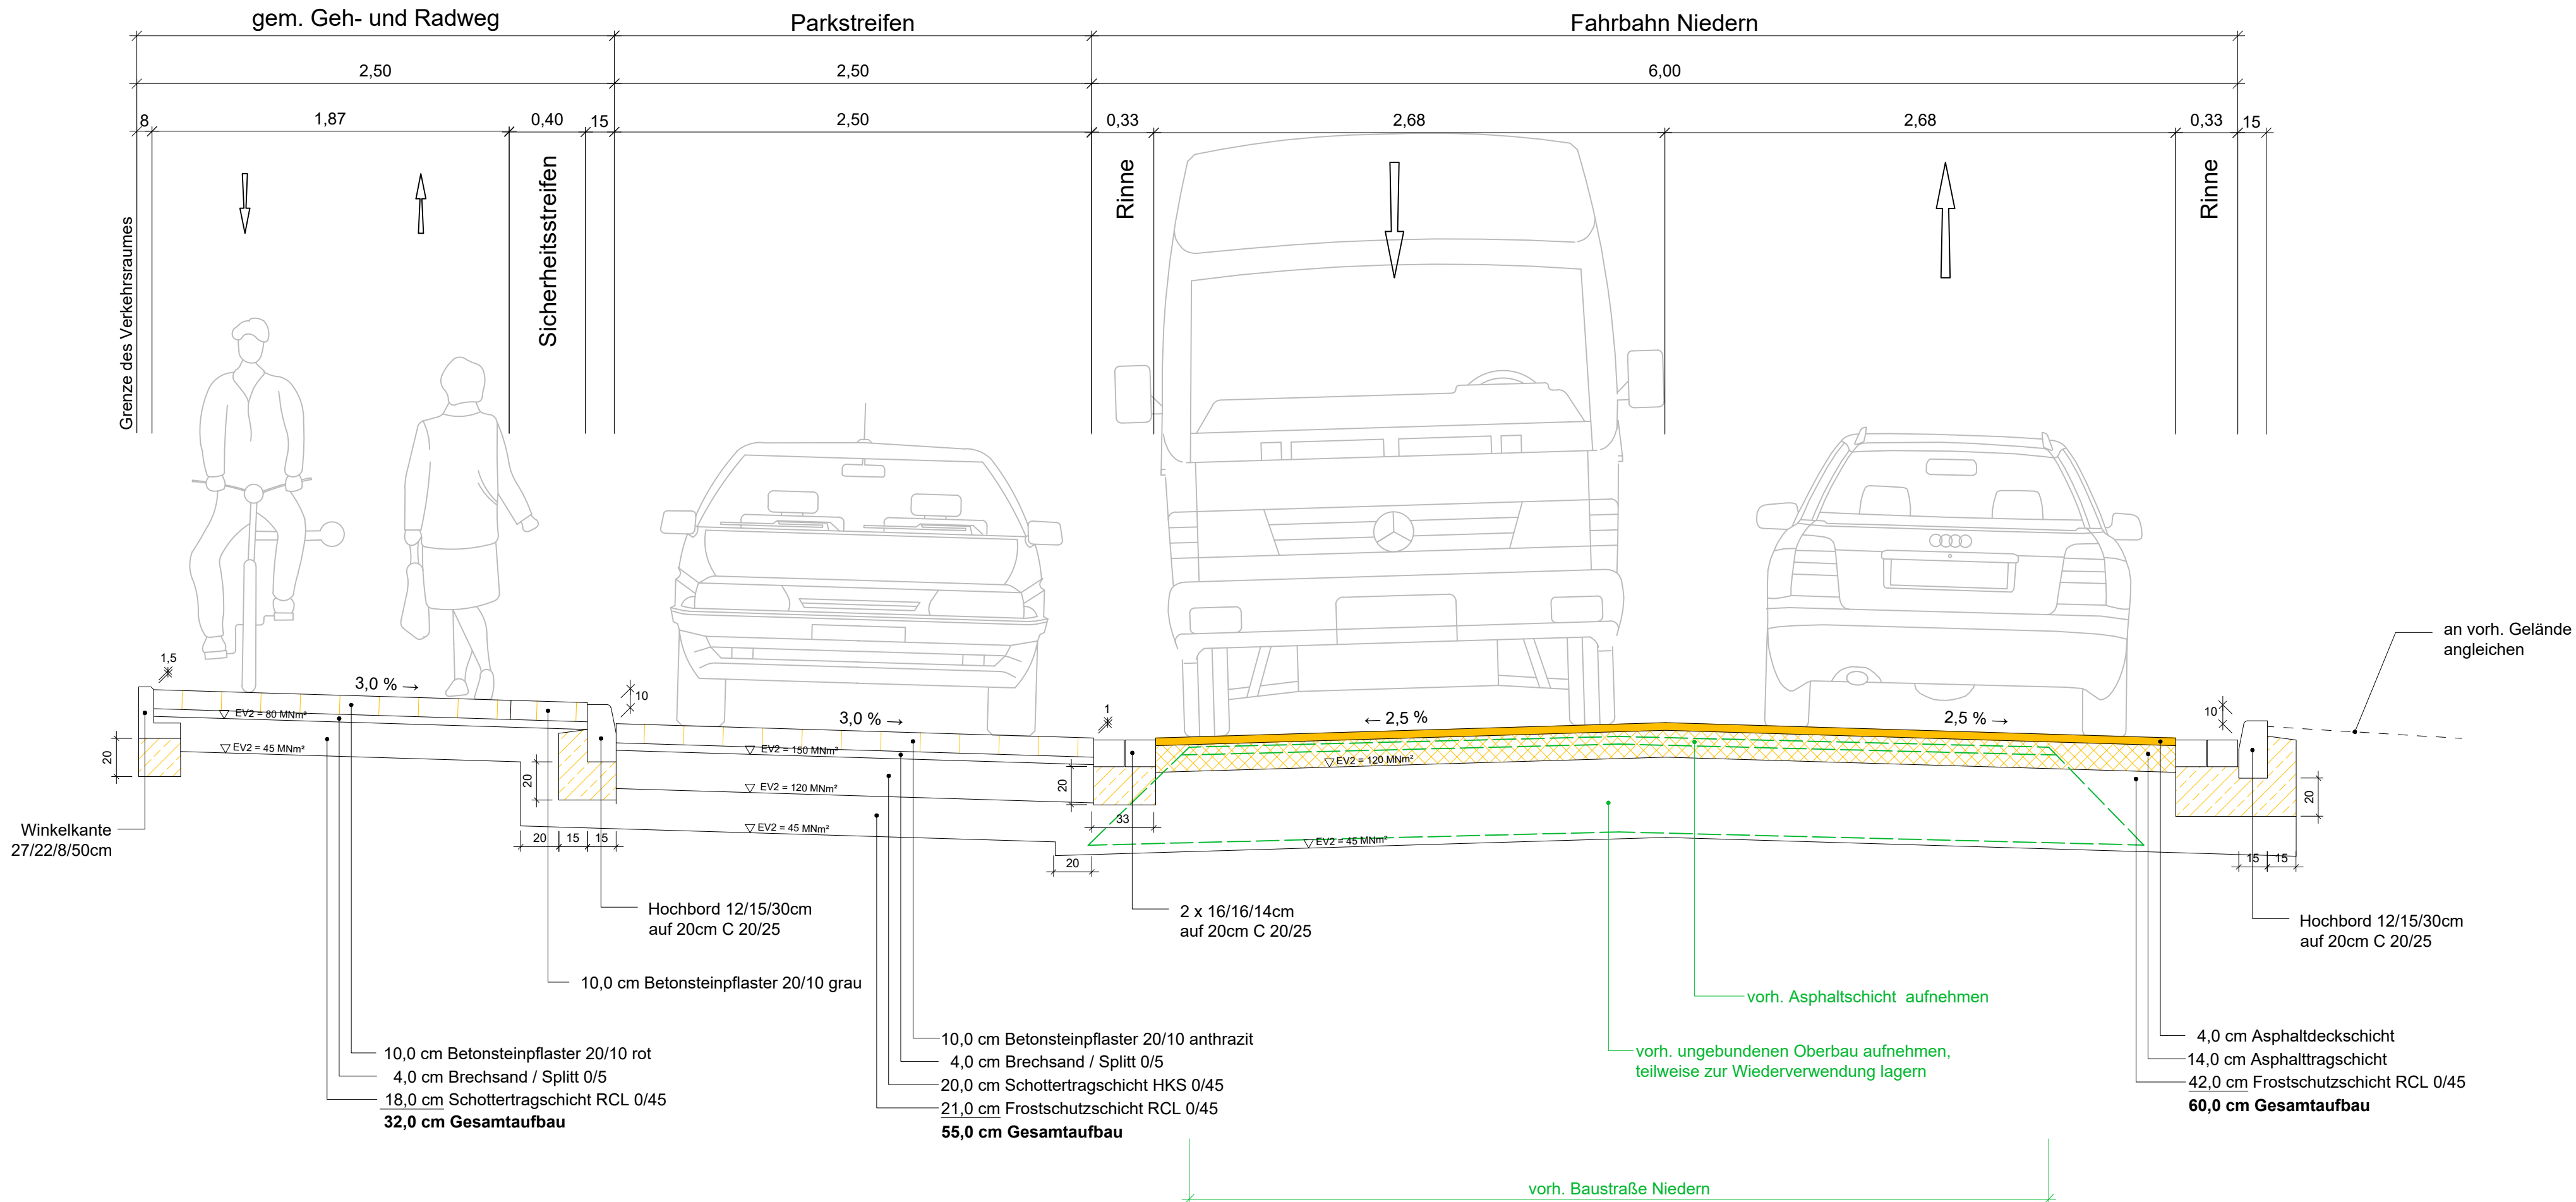 gem. Geh- und Radweg
Parkstreifen
Fahrbahn Niedern
2,50
2,50
6,00
8
1,87
0,40
15
2,50
0,33
2,68
2,68
0,33
15
Grenze des Verkehrsraumes
Sicherheitsstreifen
Rinne
Rinne
an vorh. Gelände
angleichen
1,5
3,0 % →
10
3,0 % →
1
← 2,5 %
2,5 % →
10
EV2 = 80 MNm²
EV2 = 45 MNm²
EV2 = 150 MNm²
EV2 = 120 MNm²
EV2 = 45 MNm²
EV2 = 120 MNm²
EV2 = 45 MNm²
20
20
20
20
33
20
15
15
20
15
15
Winkelkante
27/22/8/50cm
Hochbord 12/15/30cm
auf 20cm C 20/25
2 x 16/16/14cm
auf 20cm C 20/25
Hochbord 12/15/30cm
auf 20cm C 20/25
10,0 cm Betonsteinpflaster 20/10 grau
vorh. Asphaltschicht aufnehmen
vorh. ungebundenen Oberbau aufnehmen,
teilweise zur Wiederverwendung lagern
10,0 cm Betonsteinpflaster 20/10 rot
4,0 cm Brechsand / Splitt 0/5
18,0 cm Schottertragschicht RCL 0/45
32,0 cm Gesamtaufbau
10,0 cm Betonsteinpflaster 20/10 anthrazit
4,0 cm Brechsand / Splitt 0/5
20,0 cm Schottertragschicht HKS 0/45
21,0 cm Frostschutzschicht RCL 0/45
55,0 cm Gesamtaufbau
4,0 cm Asphaltdeckschicht
14,0 cm Asphalttragschicht
42,0 cm Frostschutzschicht RCL 0/45
60,0 cm Gesamtaufbau
vorh. Baustraße Niedern